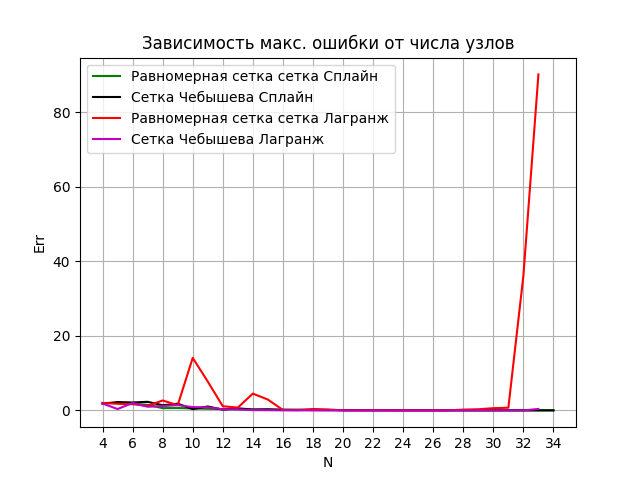 Зависимость макс. ошибки от числа узлов
Равномерная сетка сетка Сплайн
Сетка Чебышева Сплайн
Равномерная сетка сетка Лагранж
Сетка Чебышева Лагранж
80
60
40
20
0
Err
4 6 8 10 12 14 16 18 20 22 24 26 28 30 32 34
N